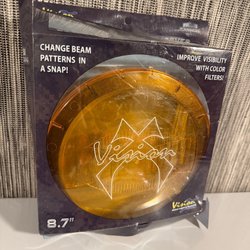 CHANGE BEAM
PATTERNS IN
A SNAP!
IMPROVE VISIBILITY
WITH COLOR
FILTERS!
Vision
8.7"
Vision